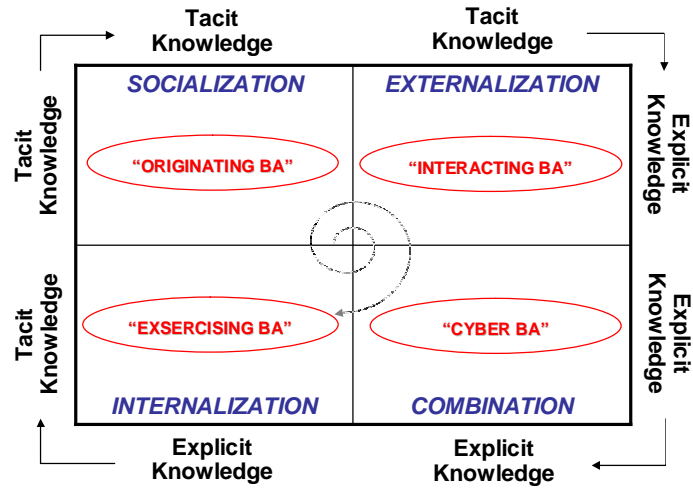 Tacit
Knowledge
Tacit
Knowledge
SOCIALIZATION
EXTERNALIZATION
Tacit
Knowledge
"ORIGINATING BA"
"INTERACTING BA"
Explicit
Knowledge
Tacit
Knowledge
"EXSERCISING BA"
"CYBER BA"
Explicit
Knowledge
INTERNALIZATION
COMBINATION
Explicit
Knowledge
Explicit
Knowledge